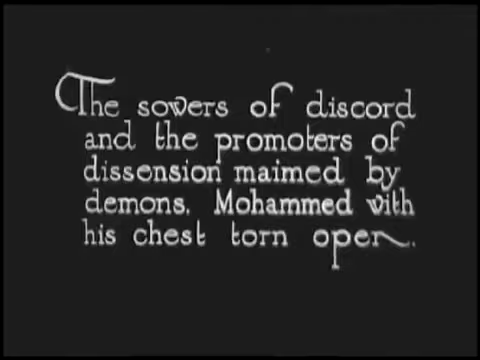 The sowers of discord
and the promoters of
dissension maimed by
demons. Mohammed with
his chest torn open.